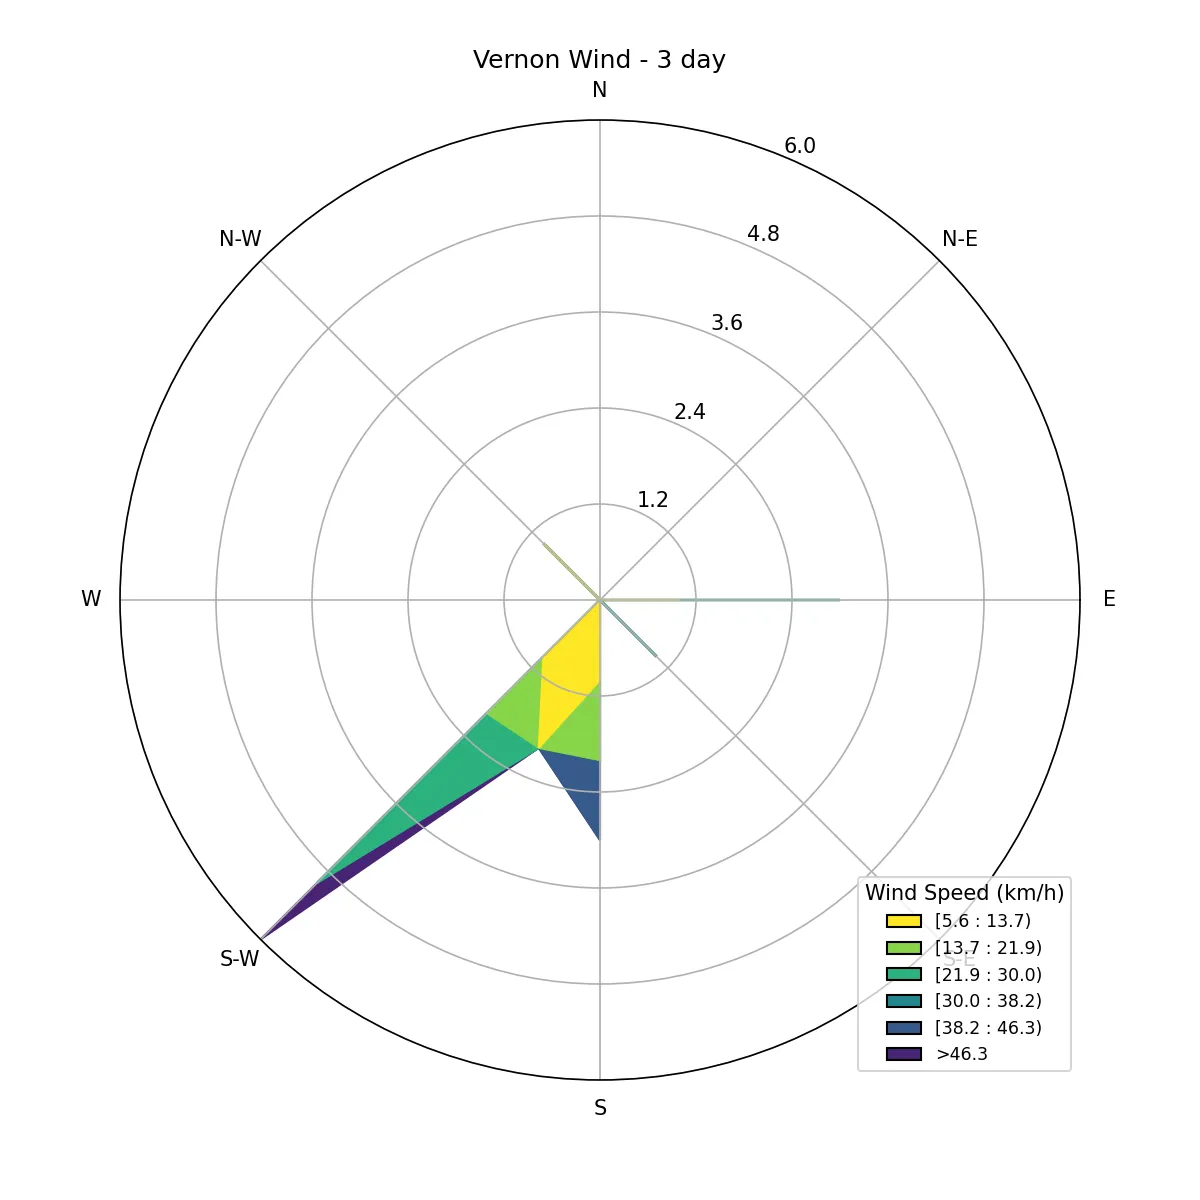 Vernon Wind - 3 day
N
6.0
N-W
N-E
4.8
3.6
2.4
1.2
W
E
S-W
S-E
S
Wind Speed (km/h)
[5.6 : 13.7)
[13.7 : 21.9)
[21.9 : 30.0)
[30.0 : 38.2)
[38.2 : 46.3)
>46.3